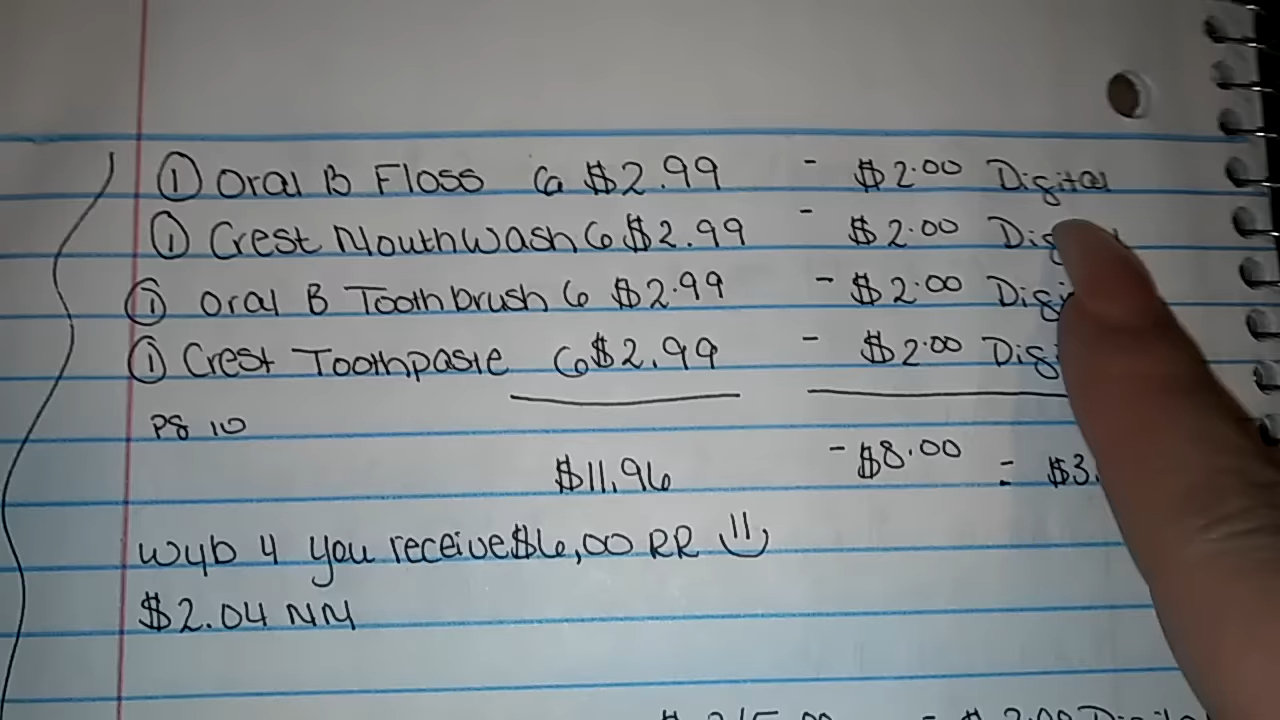 ① Oral B Floss @ $2.99 - $2.00 Digital
① Crest Mouthwash @ $2.99 - $2.00
① Oral B Toothbrush @ $2.99 - $2.00
① Crest Toothpaste @ $2.99 - $2.00
Pg 10
$11.96 - $8.00 = $3.
Wyb 4 you receive $6,00 RR
$2.04 MM